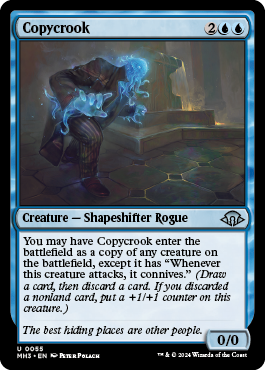 Copycrook 2
Creature — Shapeshifter Rogue
You may have Copycrook enter the
battlefield as a copy of any creature on
the battlefield, except it has “Whenever
this creature attacks, it connives.” (Draw
a card, then discard a card. If you discarded
a nonland card, put a +1/+1 counter on this
creature.)
The best hiding places are other people.
0/0
U 0055
MH3 • EN Peter Polach ™ & © 2024 Wizards of the Coast